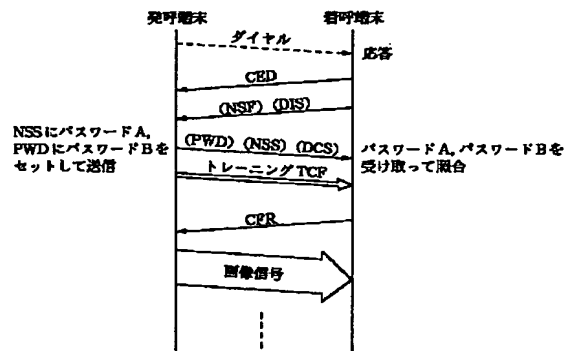 発呼端末
着呼端末
ダイヤル
応答
CED
(NSF) (DIS)
NSSにパスワードA,
PWDにパスワードBを
セットして送信
(PWD) (NSS) (DCS)
パスワードA, パスワードBを
受け取って照合
トレーニングTCF
CFR
画像信号